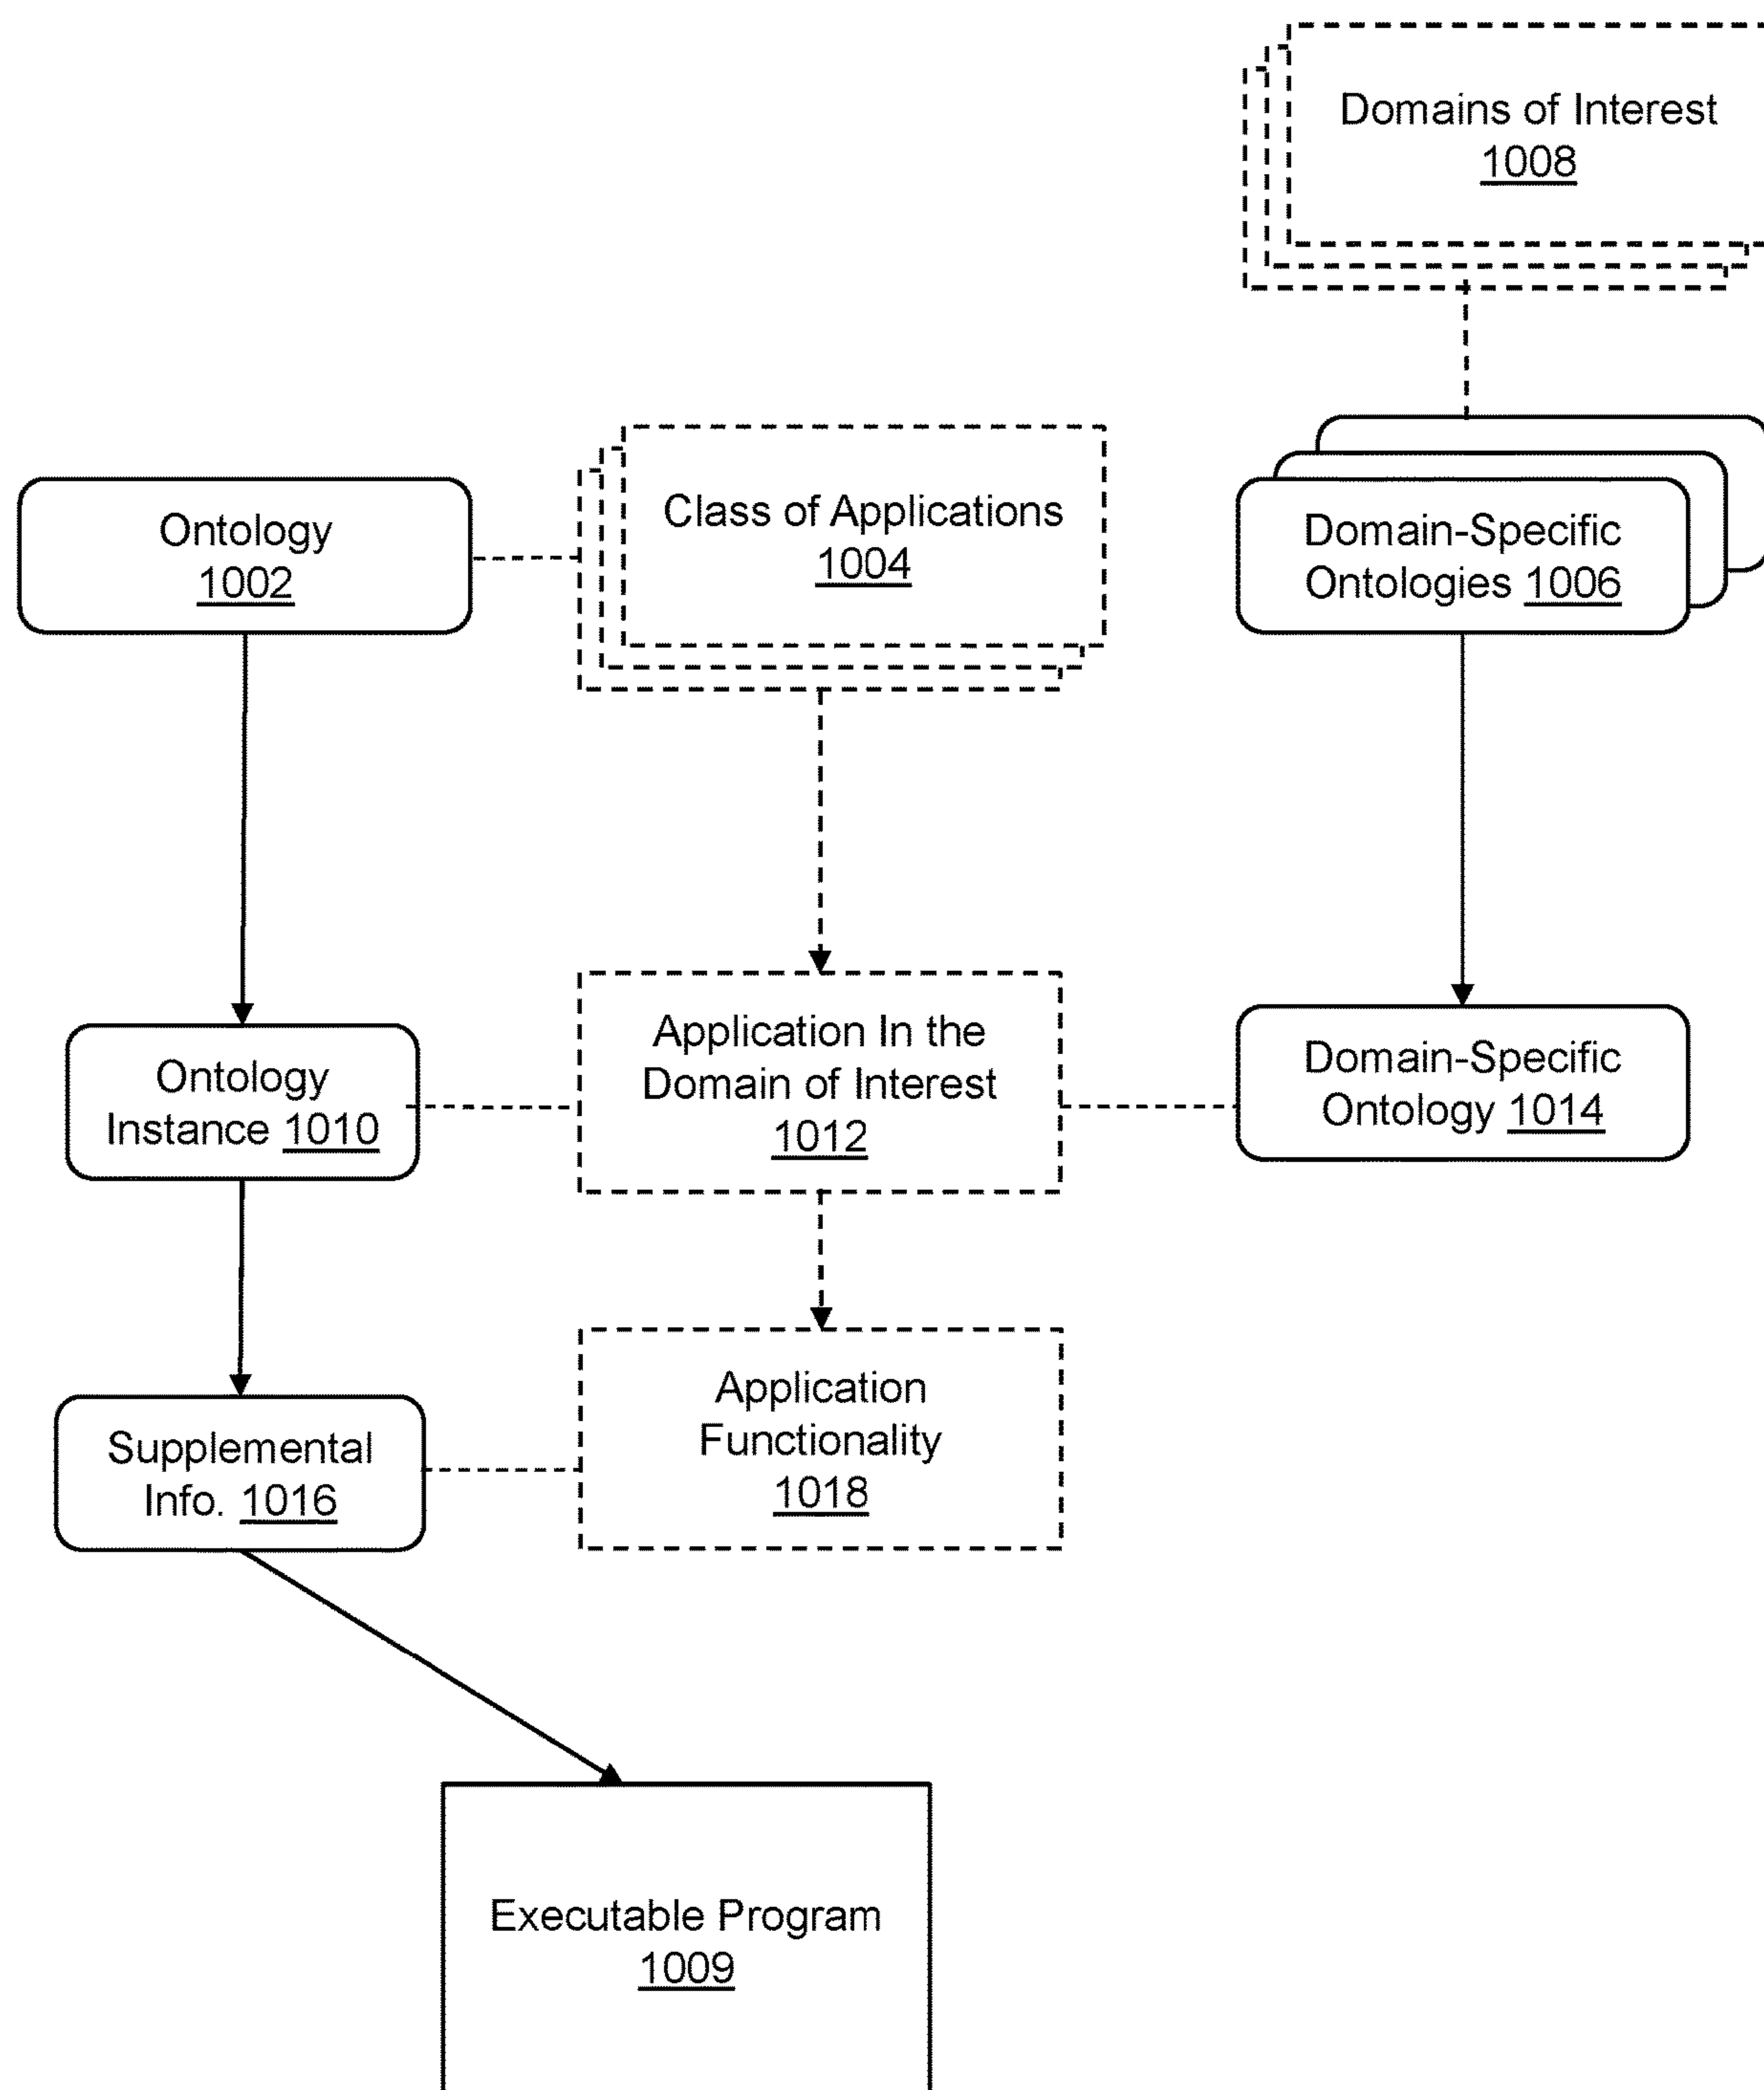 Domains of Interest
1008
Ontology
1002
Class of Applications
1004
Domain-Specific
Ontologies 1006
Ontology
Instance 1010
Application In the
Domain of Interest
1012
Domain-Specific
Ontology 1014
Supplemental
Info. 1016
Application
Functionality
1018
Executable Program
1009